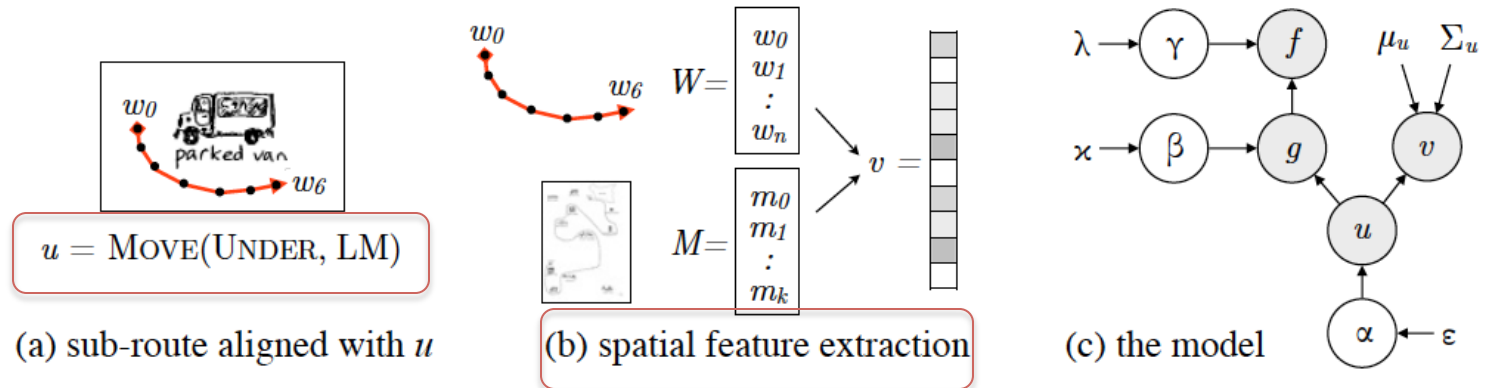 w0
parked van
w6
u = MOVE(UNDER, LM)
(a) sub-route aligned with u
w0
w6
W=
w0
w1
:
wn
M=
m0
m1
:
mk
v =
(b) spatial feature extraction
λ
γ
f
μu
Σu
ϰ
β
g
v
u
α
ε
(c) the model